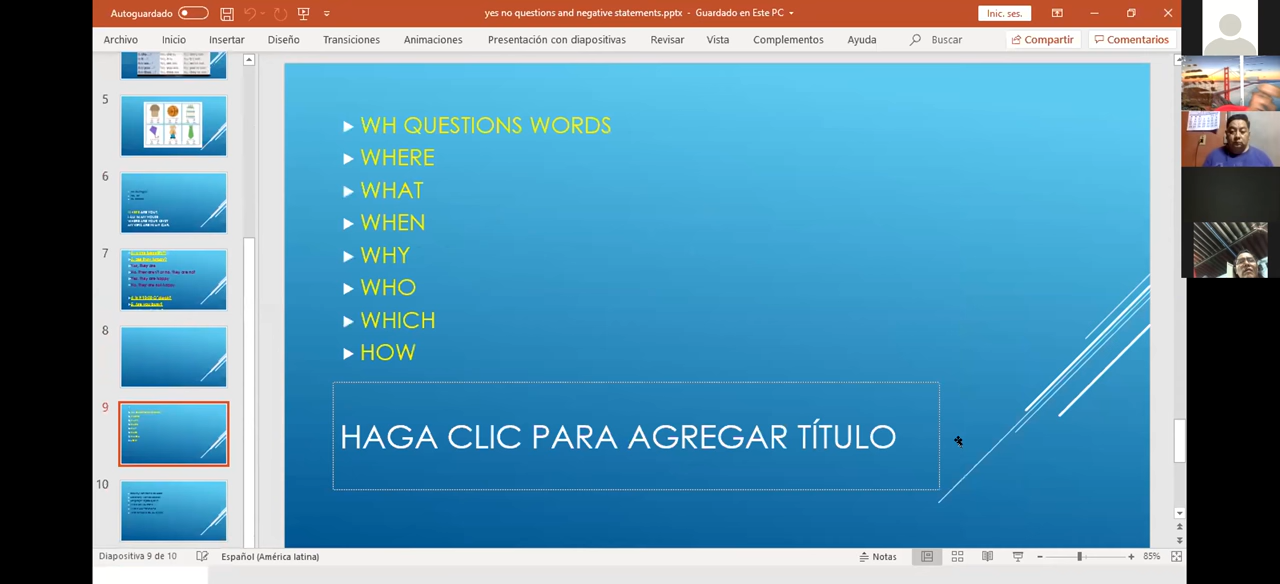 Autoguardado
yes no questions and negative statements.pptx - Guardado en Este PC
Inic. ses.
Archivo Inicio Insertar Diseño Transiciones Animaciones Presentación con diapositivas Revisar Vista Complementos Ayuda Buscar Compartir Comentarios
5
6
7
8
9
10
WH QUESTIONS WORDS
WHERE
WHAT
WHEN
WHY
WHO
WHICH
HOW
HAGA CLIC PARA AGREGAR TÍTULO
Diapositiva 9 de 10 Español (América latina) Notas 85%